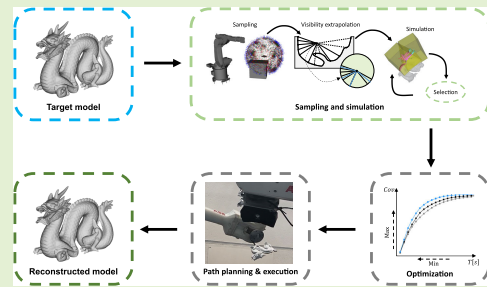 Sampling
Visibility extrapolation
Simulation
Selection
Target model
Sampling and simulation
Cov.
Max
Min
T[s]
Reconstructed model
Path planning & execution
Optimization